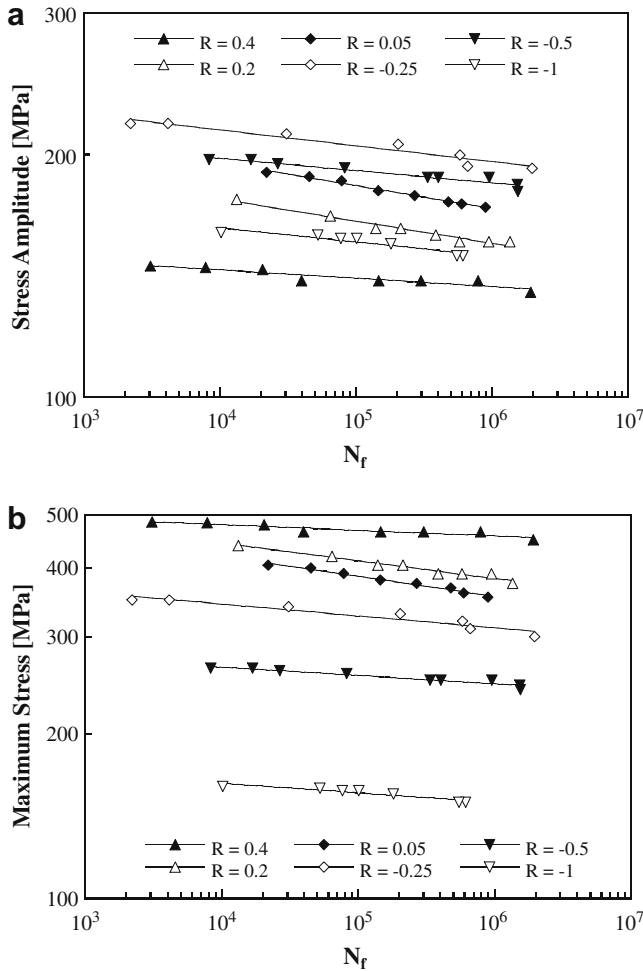 a
300
R = 0.4 R = 0.05 R = -0.5
R = 0.2 R = -0.25 R = -1
200
Stress Amplitude [MPa]
100
10³ 10⁴ 10⁵ 10⁶ 10⁷
N_f
b
500
400
300
200
Maximum Stress [MPa]
R = 0.4 R = 0.05 R = -0.5
R = 0.2 R = -0.25 R = -1
100
10³ 10⁴ 10⁵ 10⁶ 10⁷
N_f